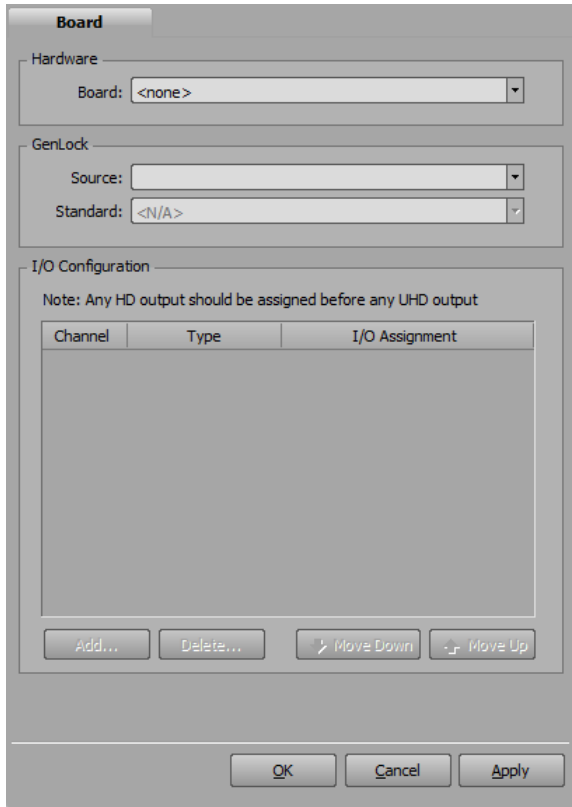 Board
Hardware
Board: <none>
GenLock
Source:
Standard: <N/A>
I/O Configuration
Note: Any HD output should be assigned before any UHD output
Channel Type I/O Assignment
Add... Delete... Move Down Move Up
OK Cancel Apply